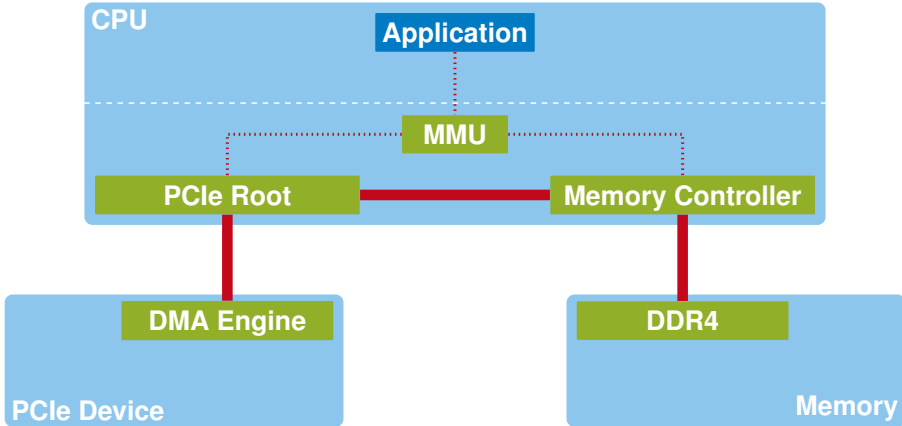 CPU
Application
MMU
PCIe Root
Memory Controller
DMA Engine
DDR4
PCIe Device
Memory